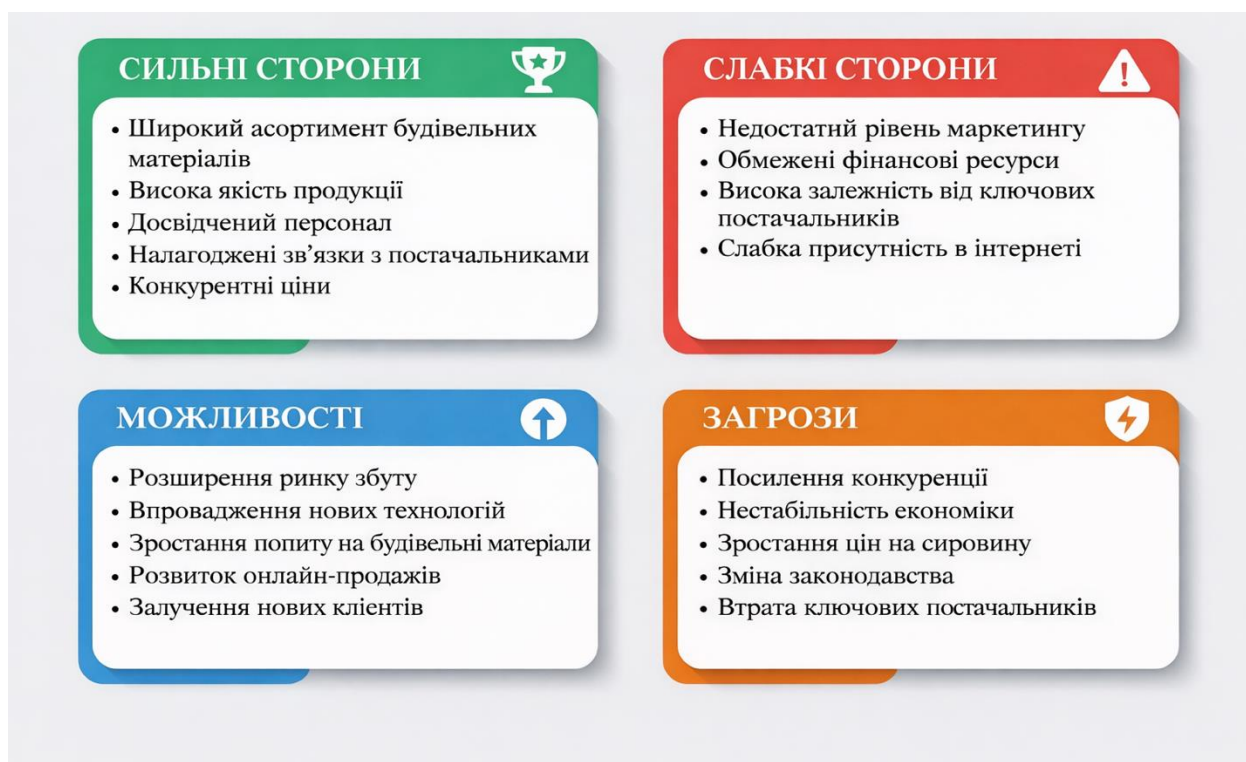 СИЛЬНІ СТОРОНИ
• Широкий асортимент будівельних
матеріалів
• Висока якість продукції
• Досвідчений персонал
• Налагоджені зв’язки з постачальниками
• Конкурентні ціни
СЛАБКІ СТОРОНИ
• Недостатній рівень маркетингу
• Обмежені фінансові ресурси
• Висока залежність від ключових
постачальників
• Слабка присутність в інтернеті
МОЖЛИВОСТІ
• Розширення ринку збуту
• Впровадження нових технологій
• Зростання попиту на будівельні матеріали
• Розвиток онлайн-продажів
• Залучення нових клієнтів
ЗАГРОЗИ
• Посилення конкуренції
• Нестабільність економіки
• Зростання цін на сировину
• Зміна законодавства
• Втрата ключових постачальників